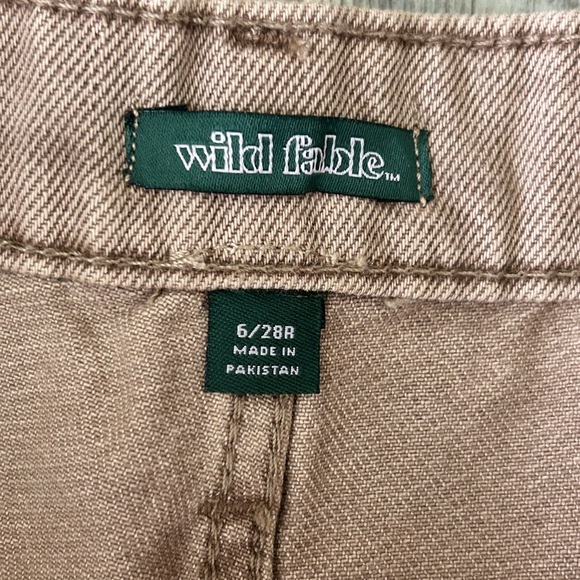 wild fable™
6/28R
MADE IN
PAKISTAN